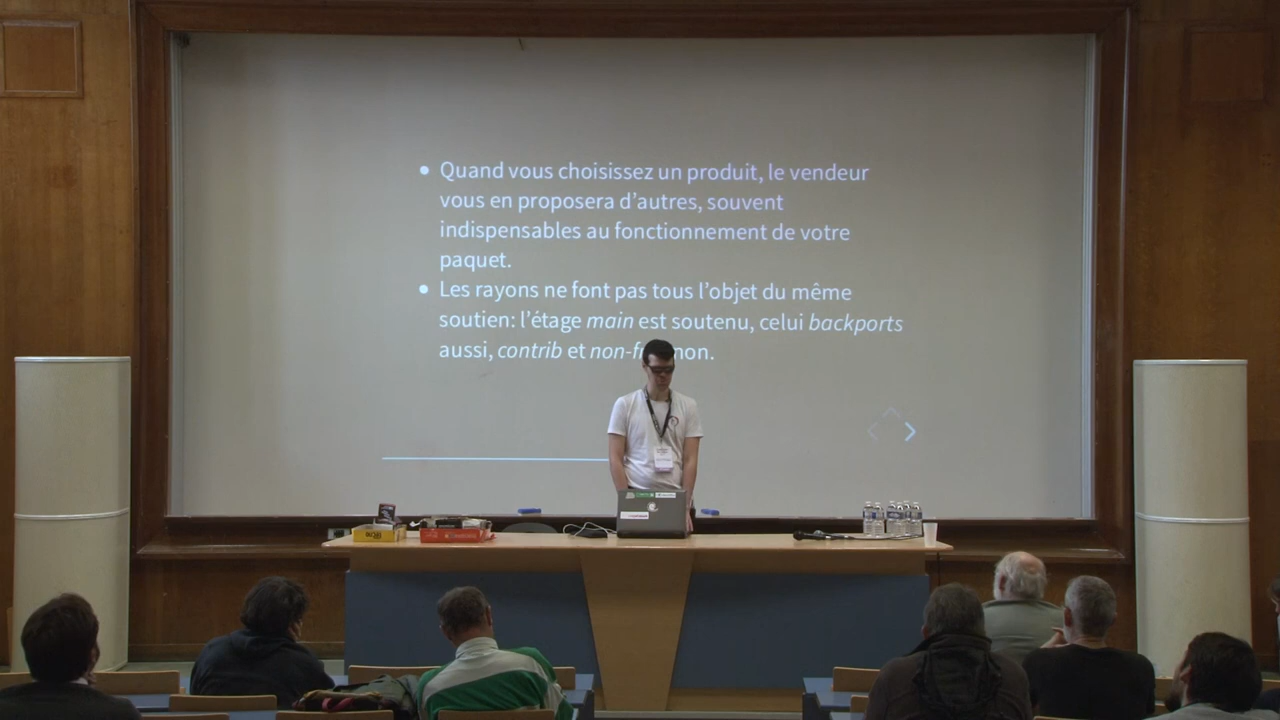 Quand vous choisissez un produit, le vendeur
vous en proposera d'autres, souvent
indispensables au fonctionnement de votre
paquet.
Les rayons ne font pas tous l'objet du même
soutien: l'étage main est soutenu, celui backports
aussi, contrib et non-f non.